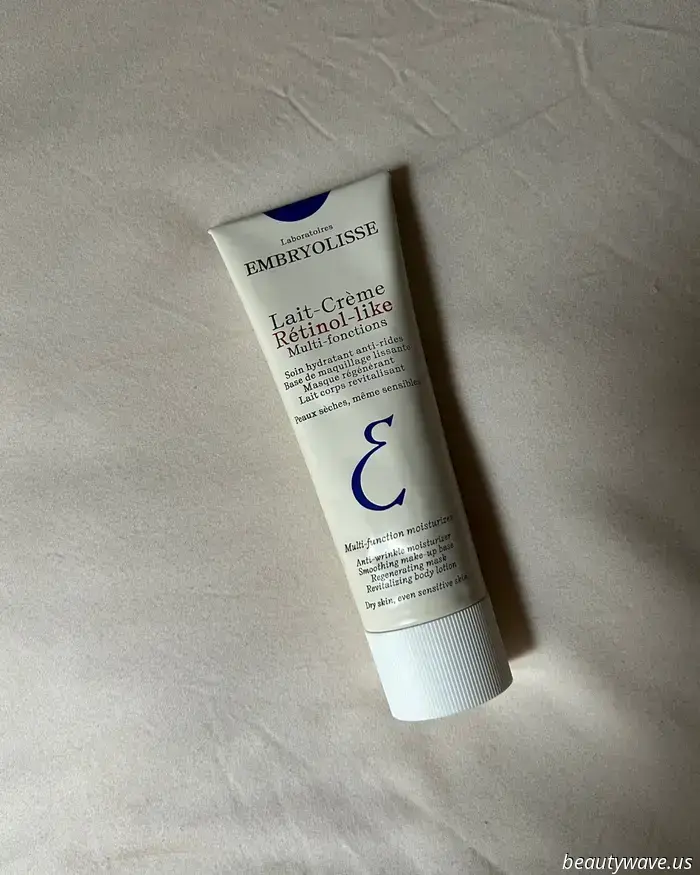 Laboratoires
EMBRYOLISSE
Lait-Crème
Rétinol-like
Multi-fonctions
Soin hydratant anti-rides
Base de maquillage lissante
Masque régénérant
Lait corps revitalisant
Peaux sèches, même sensibles
ε
Multi-function moisturizer
Anti-wrinkle moisturizer
Smoothing make-up base
Regenerating mask
Revitalizing body lotion
Dry skin, even sensitive skin
beautywave.us